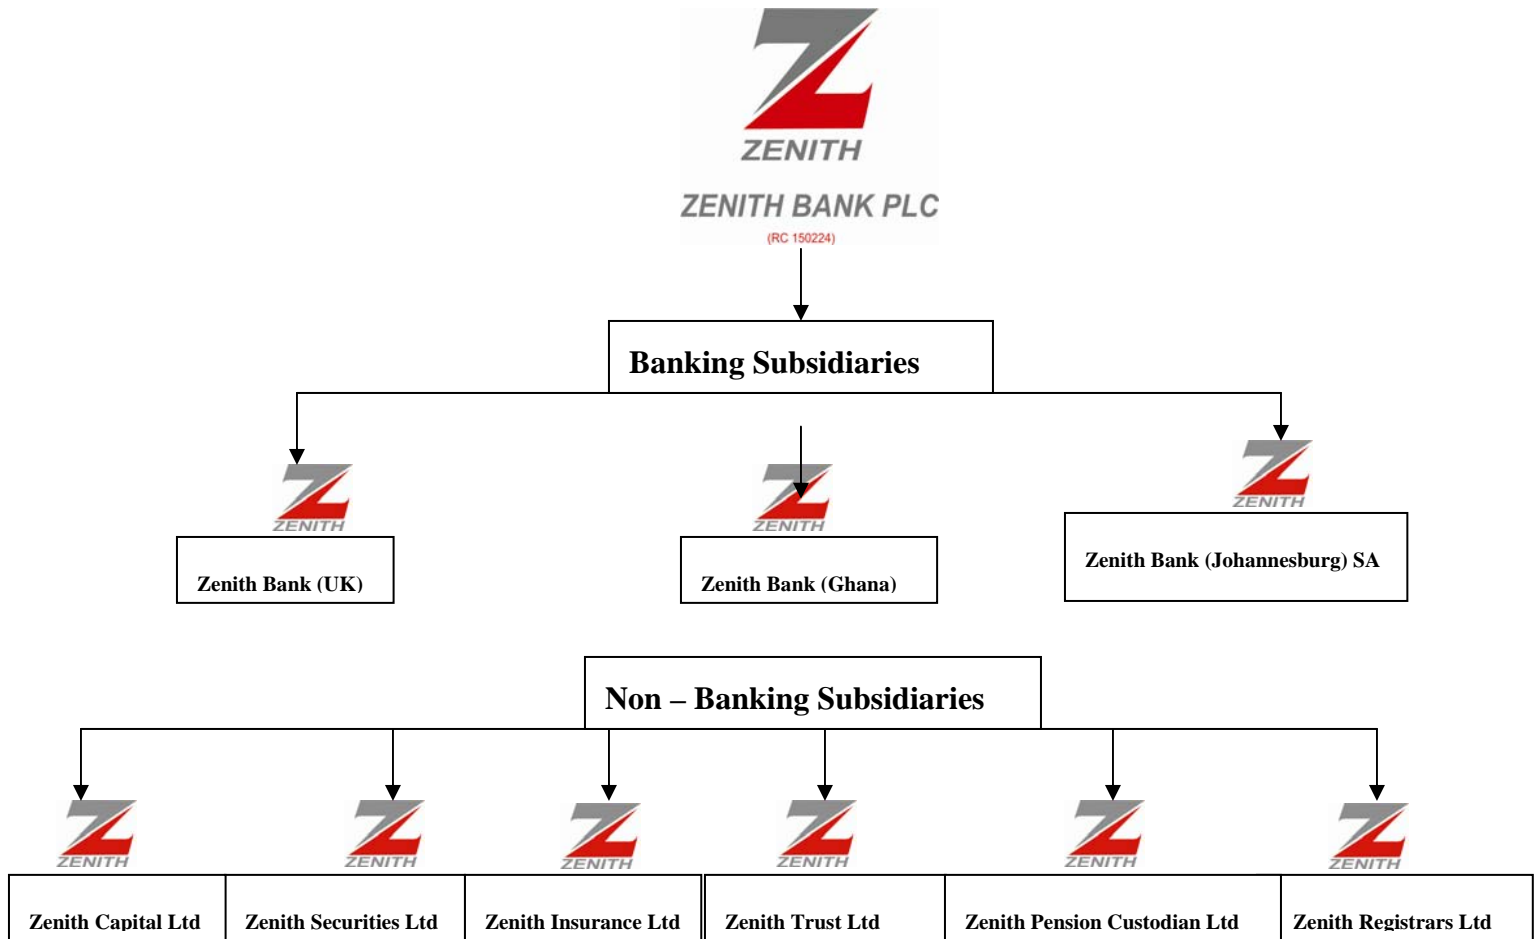 ZENITH
ZENITH BANK PLC
(RC 150224)
Banking Subsidiaries
ZENITH
ZENITH
ZENITH
Zenith Bank (UK)
Zenith Bank (Ghana)
Zenith Bank (Johannesburg) SA
Non – Banking Subsidiaries
ZENITH
ZENITH
ZENITH
ZENITH
ZENITH
ZENITH
Zenith Capital Ltd
Zenith Securities Ltd
Zenith Insurance Ltd
Zenith Trust Ltd
Zenith Pension Custodian Ltd
Zenith Registrars Ltd